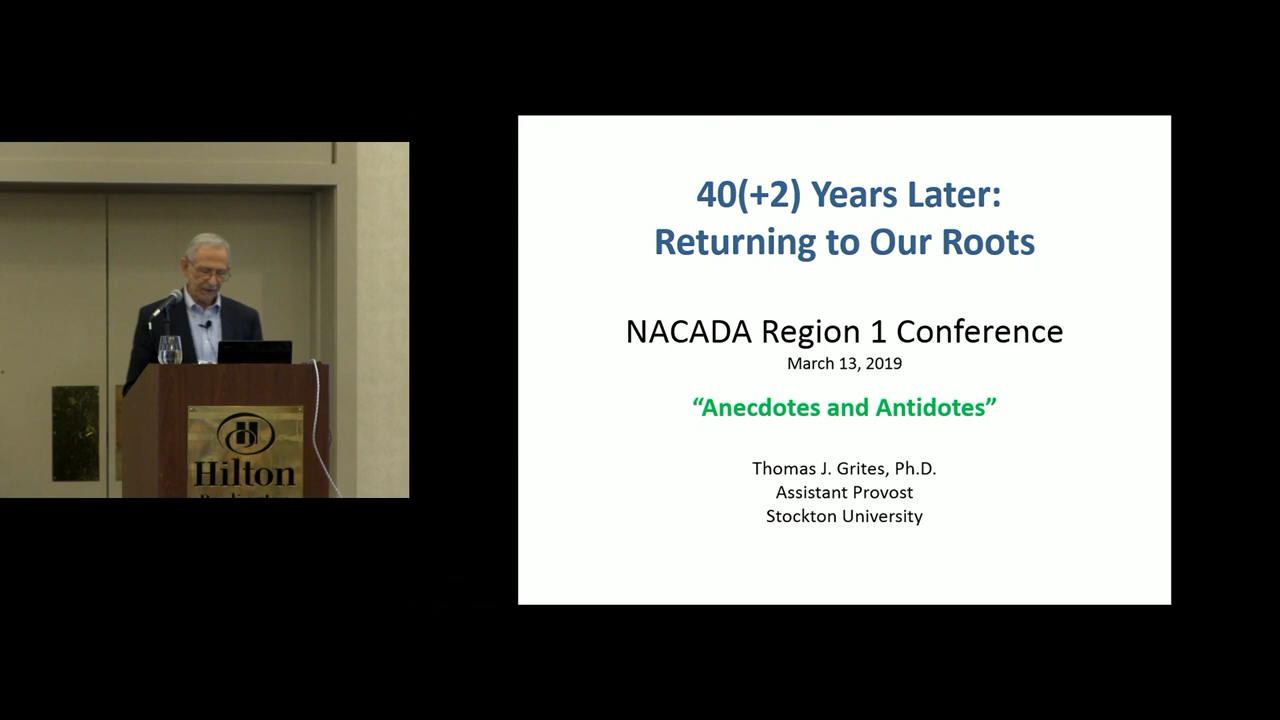 40(+2) Years Later:
Returning to Our Roots
NACADA Region 1 Conference
March 13, 2019
“Anecdotes and Antidotes”
Thomas J. Grites, Ph.D.
Assistant Provost
Stockton University
Hilton